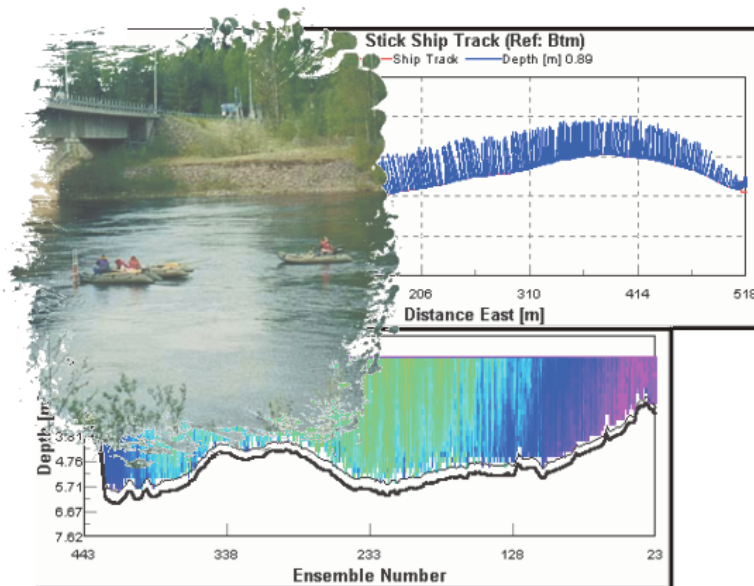 Stick Ship Track (Ref: Btm)
Ship Track Depth [m] 0.89
206 310 414 518
Distance East [m]
Depth [m]
3.81
4.76
5.71
6.67
7.62
443 338 233 128 23
Ensemble Number